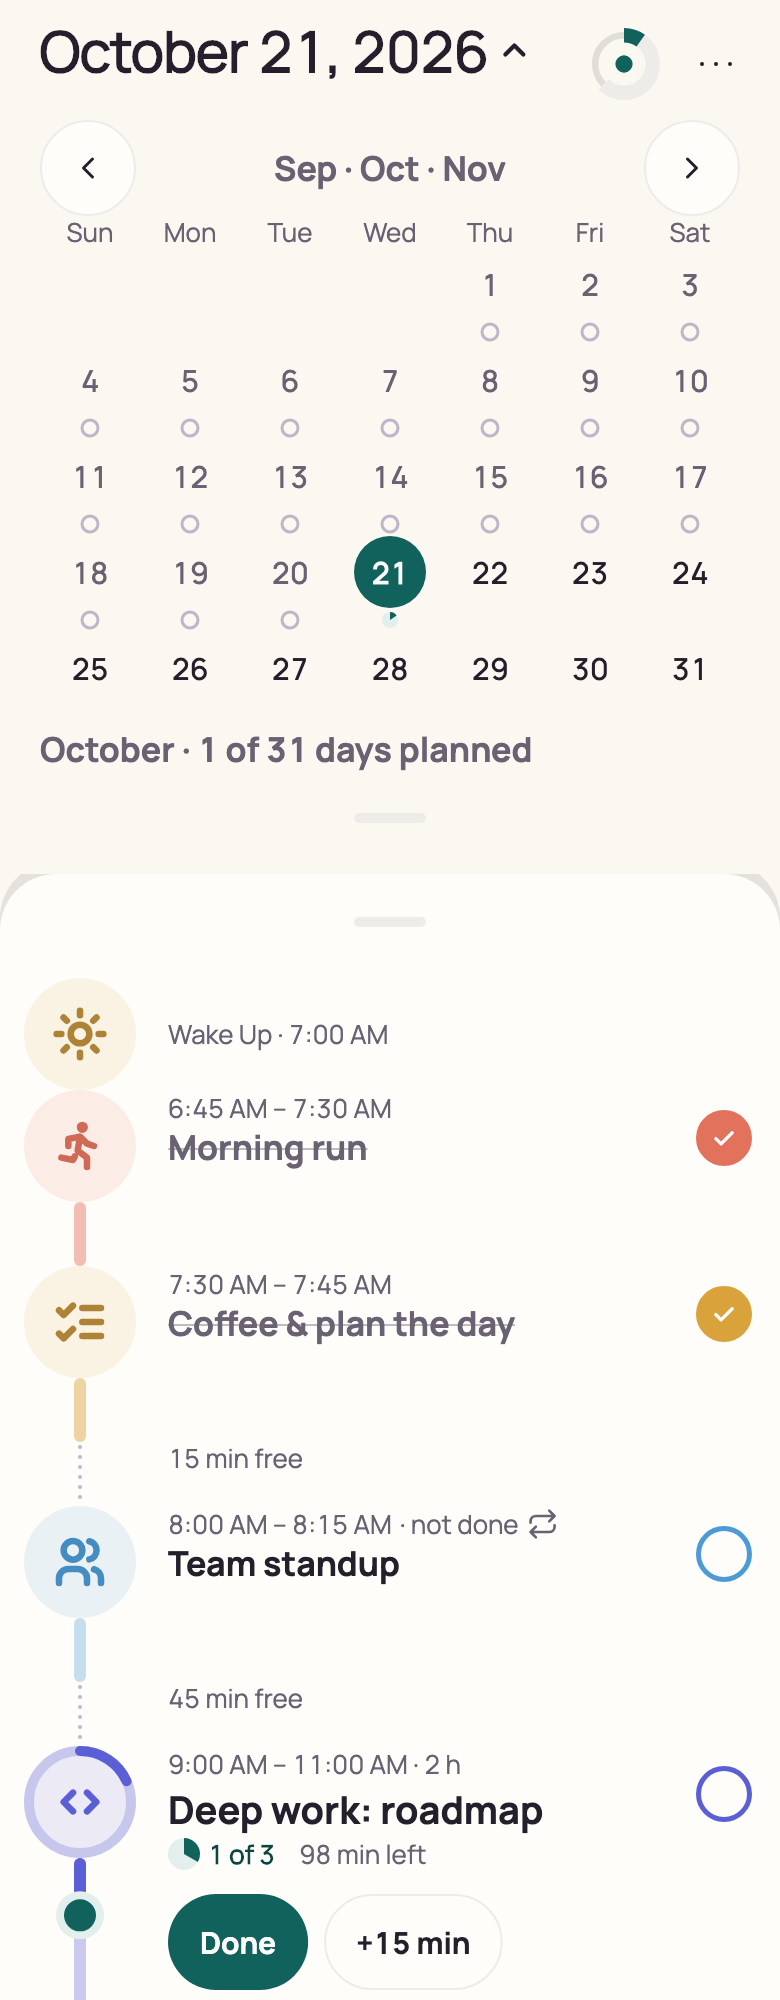 October 21, 2026
...
Sep · Oct · Nov
Sun Mon Tue Wed Thu Fri Sat
1 2 3
4 5 6 7 8 9 10
11 12 13 14 15 16 17
18 19 20 21 22 23 24
25 26 27 28 29 30 31
October · 1 of 31 days planned
Wake Up · 7:00 AM
6:45 AM – 7:30 AM
Morning run
7:30 AM – 7:45 AM
Coffee & plan the day
15 min free
8:00 AM – 8:15 AM · not done
Team standup
45 min free
9:00 AM – 11:00 AM · 2 h
Deep work: roadmap
1 of 3 98 min left
Done +15 min